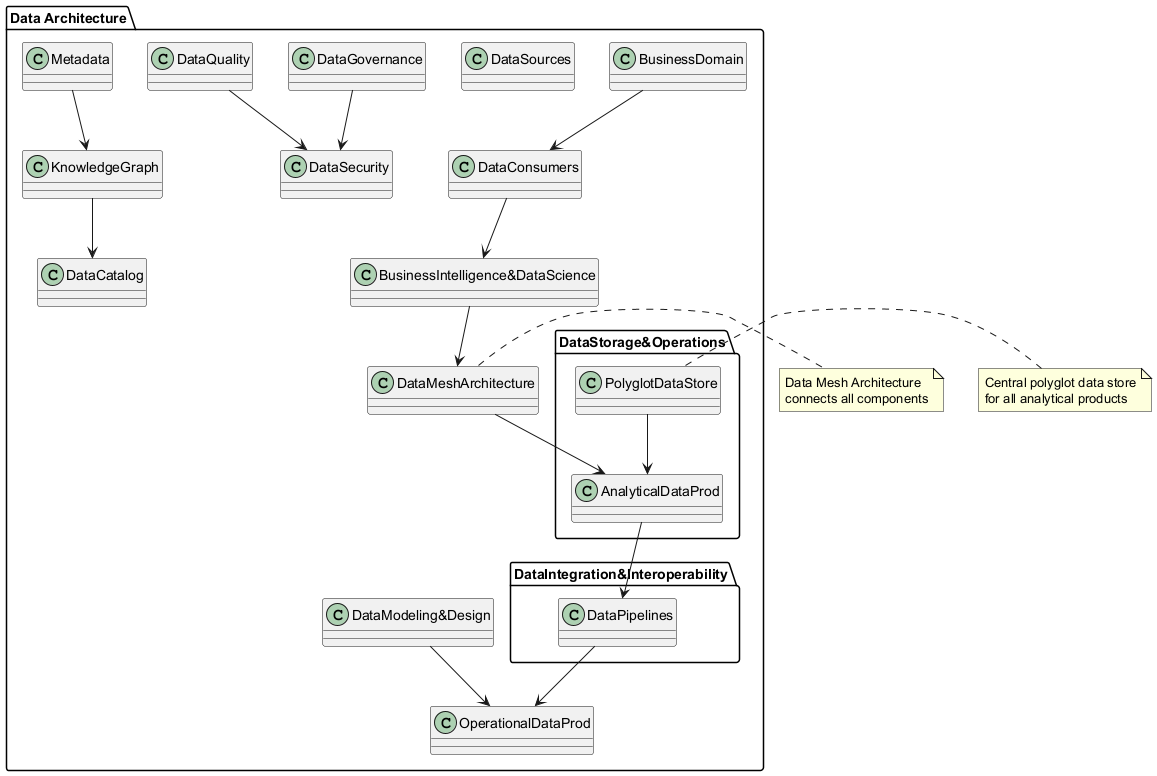 Data Architecture
C Metadata
C DataQuality
C DataGovernance
C DataSources
C BusinessDomain
C KnowledgeGraph
C DataSecurity
C DataConsumers
C DataCatalog
C BusinessIntelligence&DataScience
DataStorage&Operations
C DataMeshArchitecture
C PolyglotDataStore
Data Mesh Architecture
connects all components
Central polyglot data store
for all analytical products
C AnalyticalDataProd
DataIntegration&Interoperability
C DataModeling&Design
C DataPipelines
C OperationalDataProd